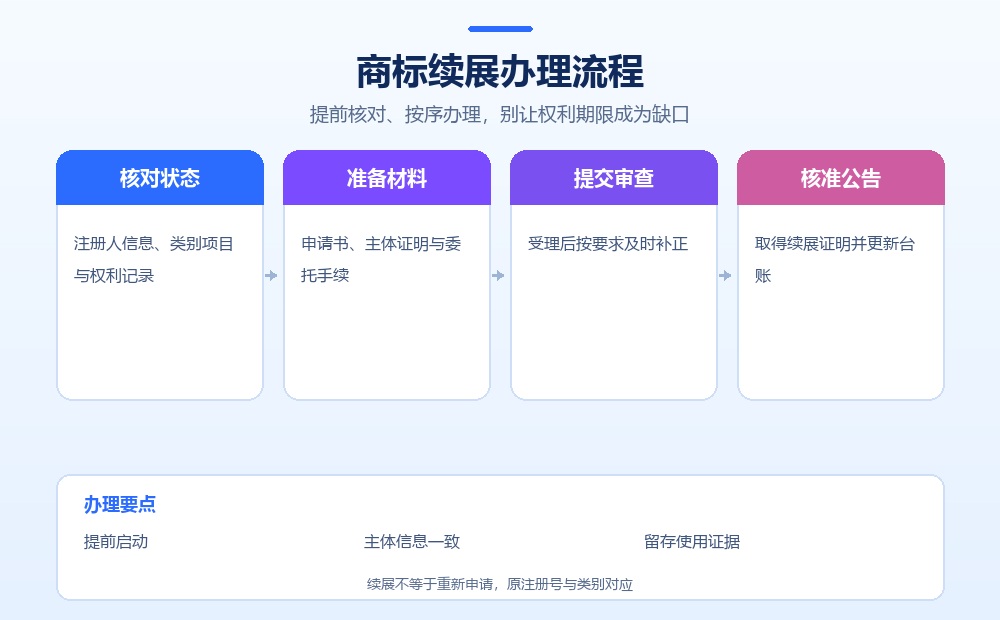 商标续展办理流程
提前核对、按序办理，别让权利期限成为缺口
核对状态
注册人信息、类别项目
与权利记录
准备材料
申请书、主体证明与委
托手续
提交审查
受理后按要求及时补正
核准公告
取得续展证明并更新台
账
办理要点
提前启动
主体信息一致
留存使用证据
续展不等于重新申请，原注册号与类别对应